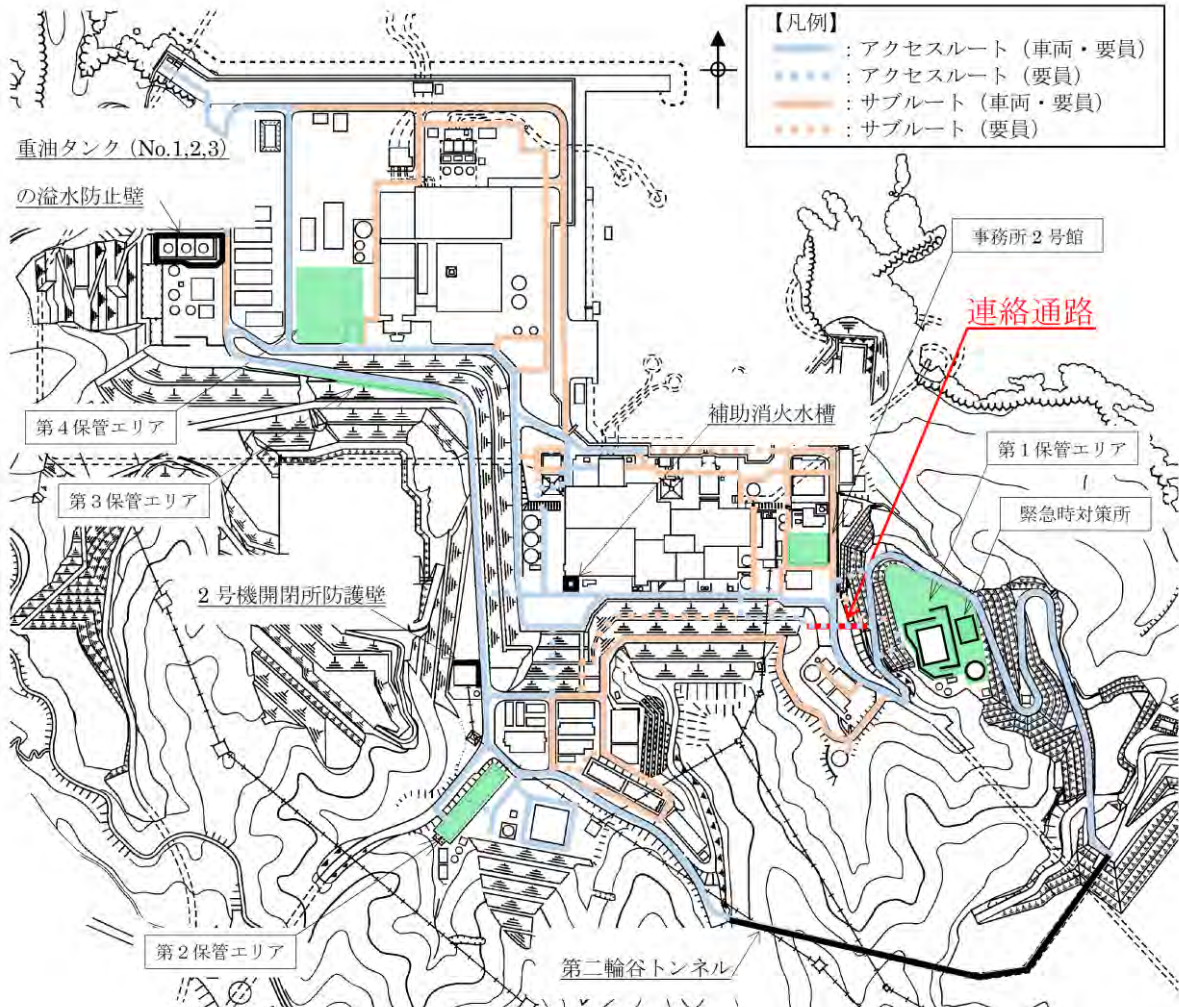 【凡例】
：アクセスルート（車両・要員）
：アクセスルート（要員）
：サブルート（車両・要員）
：サブルート（要員）
重油タンク（No.1,2,3）
の溢水防止壁
事務所 2 号館
連絡通路
補助消火水槽
第４保管エリア
第１保管エリア
第３保管エリア
緊急時対策所
2 号機開閉所防護壁
第２保管エリア
第二輪谷トンネル